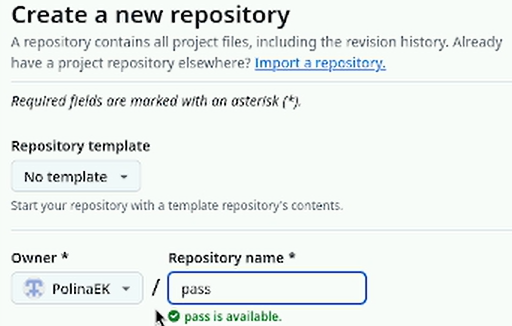 Create a new repository
A repository contains all project files, including the revision history. Already
have a project repository elsewhere? Import a repository.
Required fields are marked with an asterisk (*).
Repository template
No template
Start your repository with a template repository's contents.
Owner * Repository name *
PolinaEK / pass
pass is available.